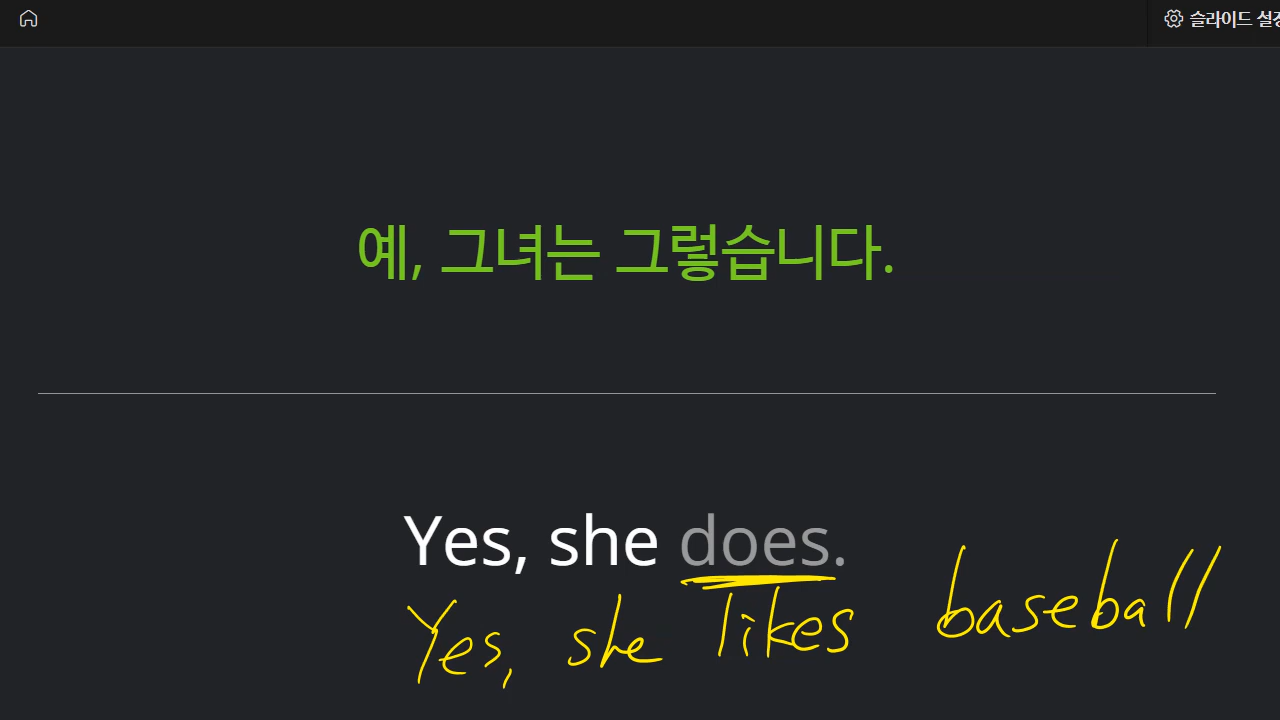 슬라이드 설정
예, 그녀는 그렇습니다.
Yes, she does.
Yes, she likes baseball